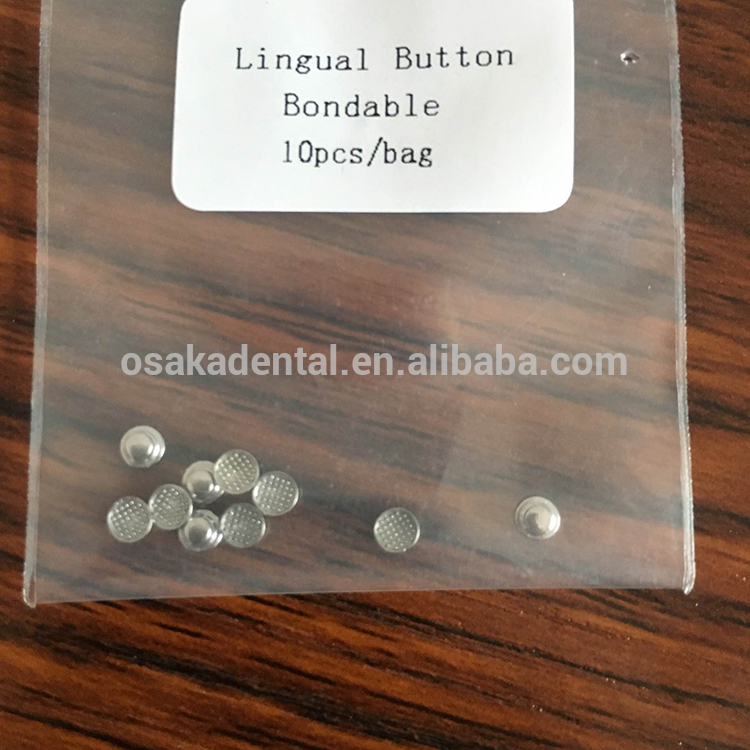 Lingual Button
Bondable
10pcs/bag
osakadental.en.alibaba.com